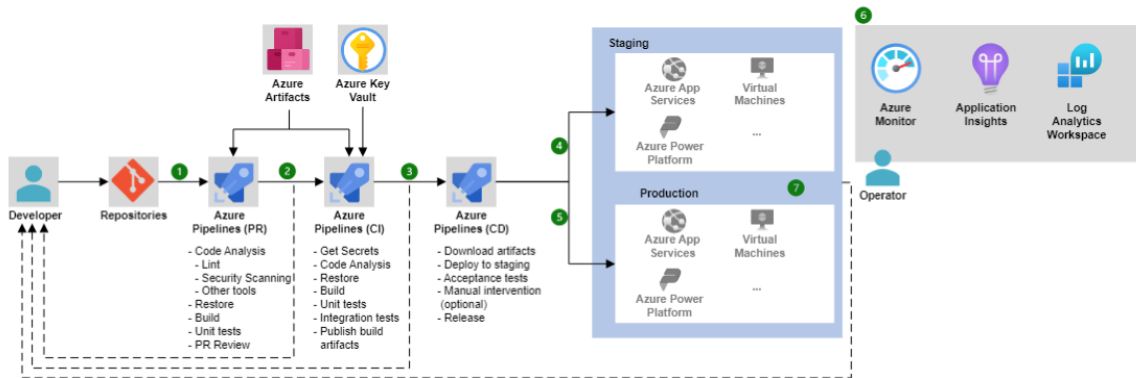 6
Staging
Azure App
Services
Virtual
Machines
Azure Power
Platform
...
Azure
Monitor
Application
Insights
Log
Analytics
Workspace
Azure
Artifacts
Azure Key
Vault
1
2
3
4
5
Developer
Repositories
Azure
Pipelines (PR)
- Code Analysis
- Lint
- Security Scanning
- Other tools
- Restore
- Build
- Unit tests
- PR Review
Azure
Pipelines (CI)
- Get Secrets
- Code Analysis
- Restore
- Build
- Unit tests
- Integration tests
- Publish build
artifacts
Azure
Pipelines (CD)
- Download artifacts
- Deploy to staging
- Acceptance tests
- Manual intervention
(optional)
- Release
Production
7
Azure App
Services
Virtual
Machines
Azure Power
Platform
...
Operator